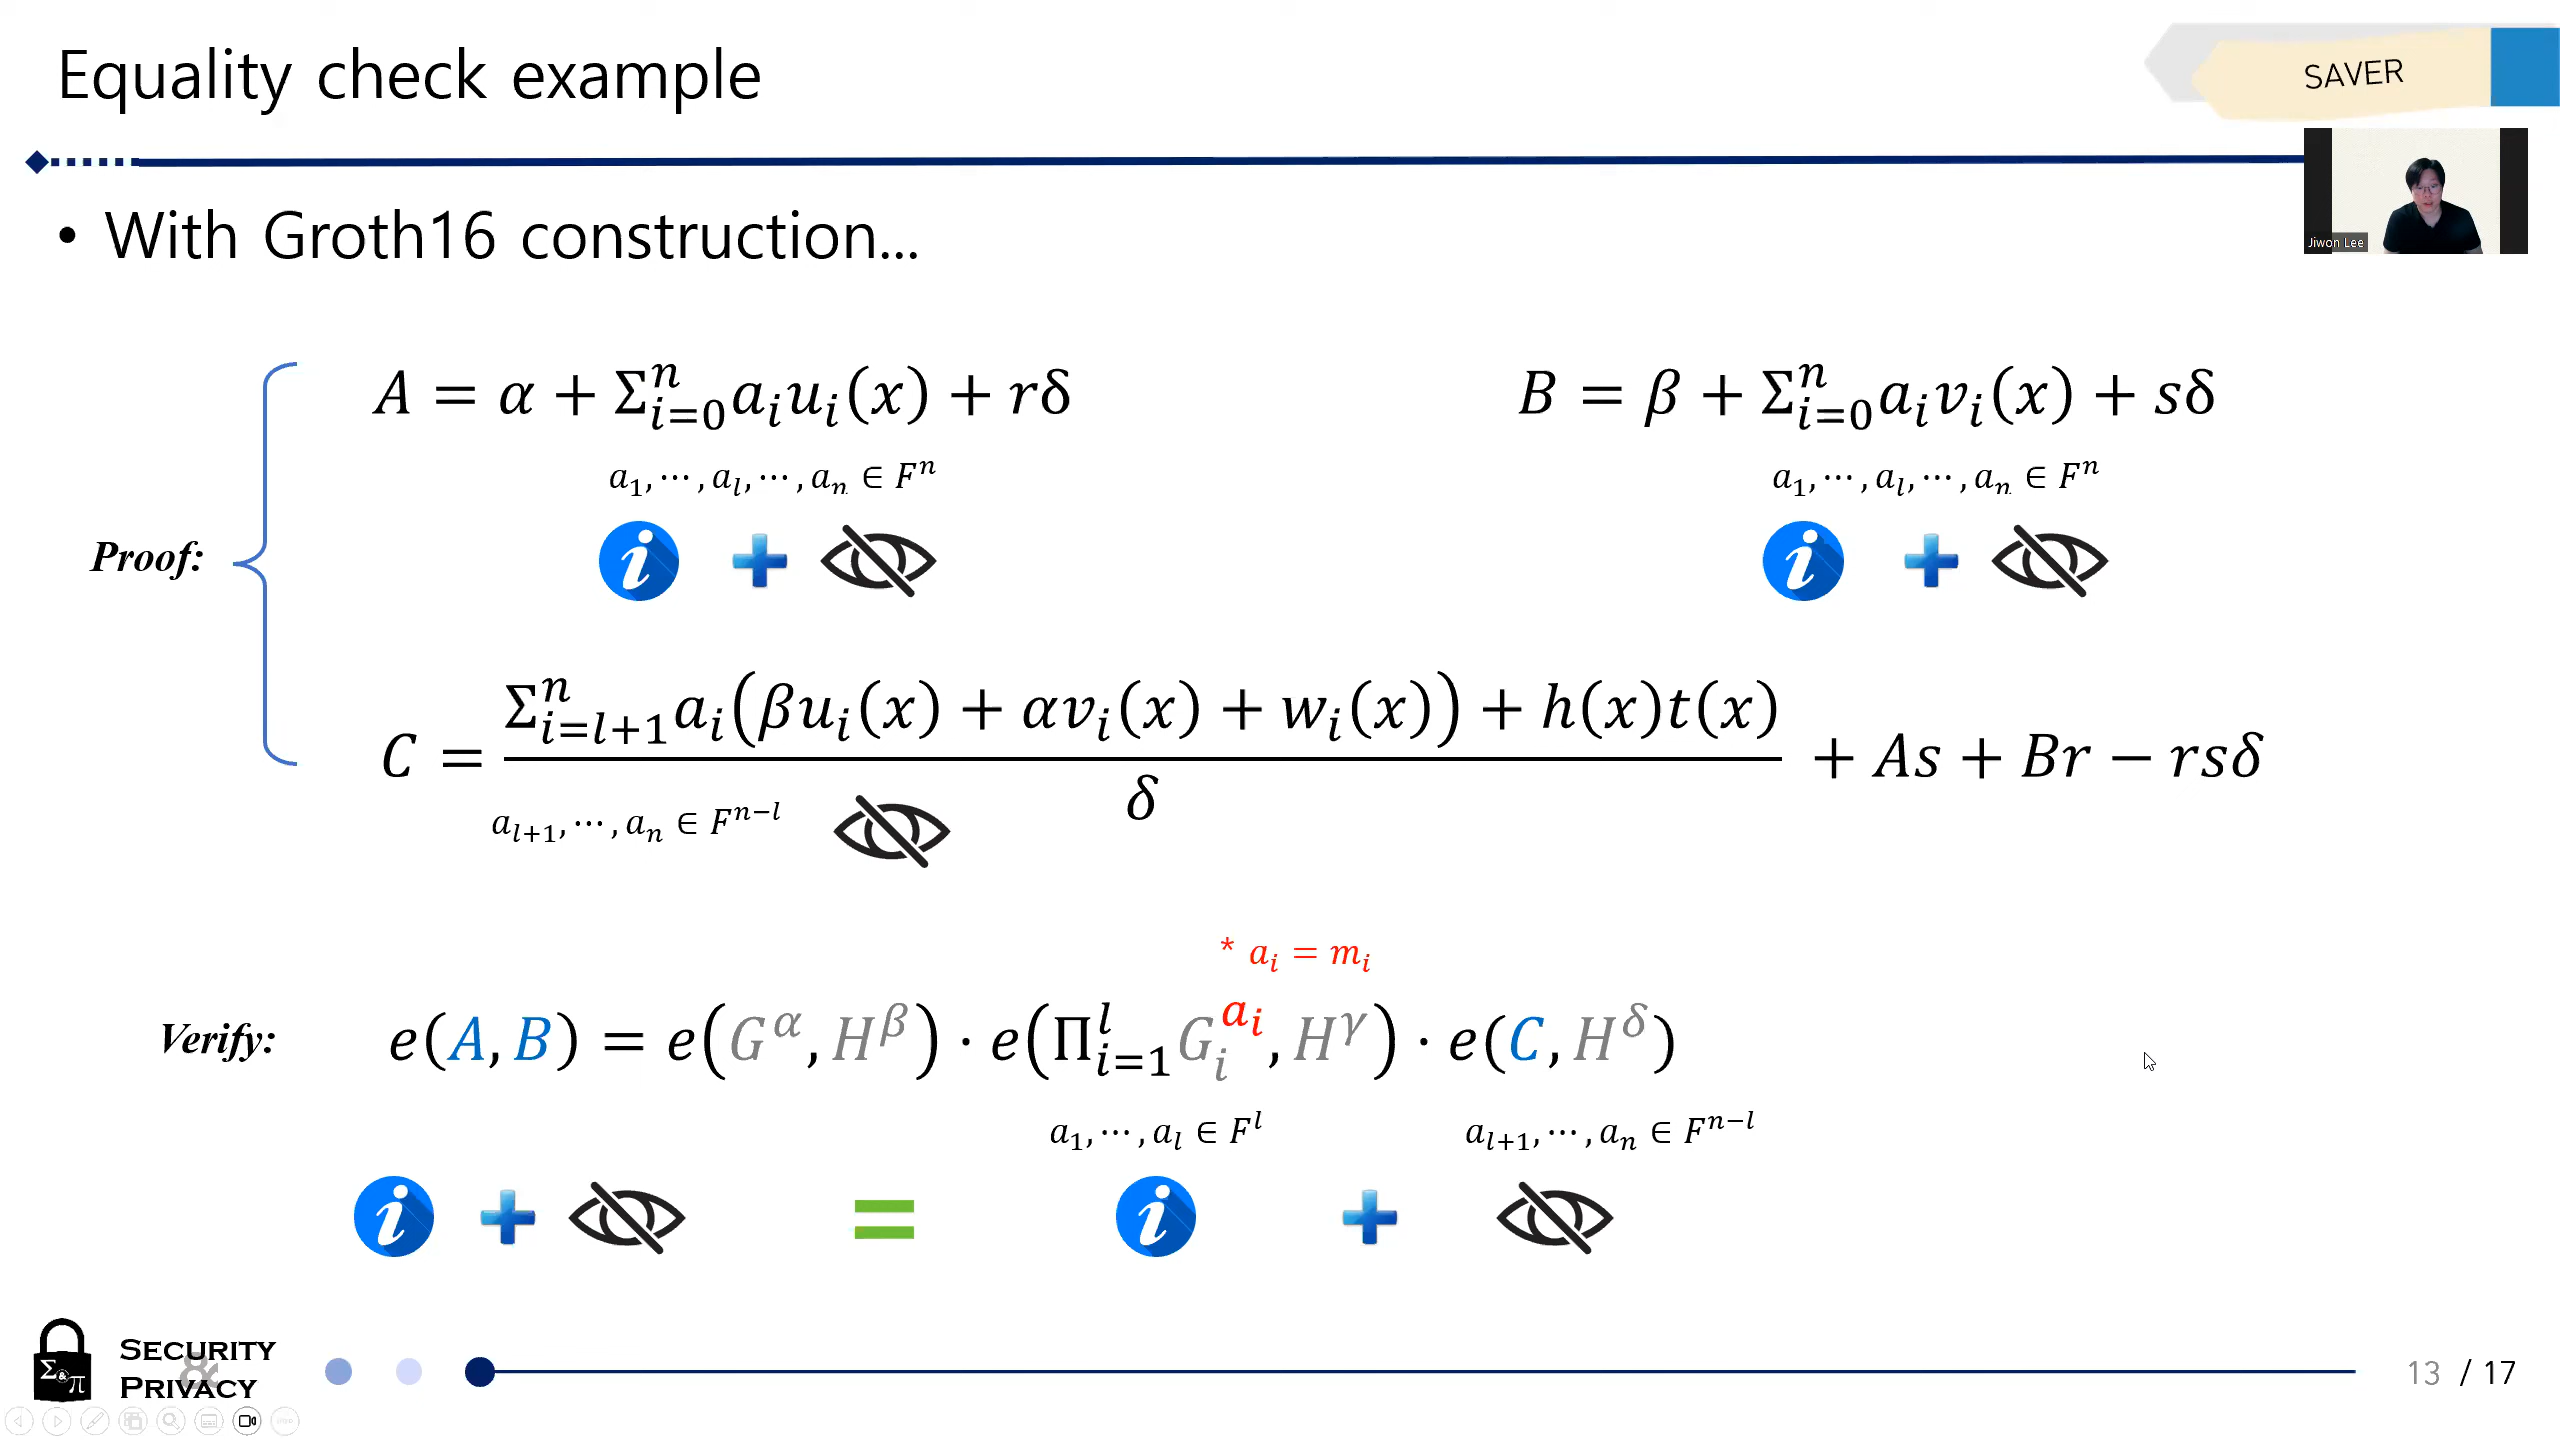 Equality check example
SAVER
Jiwon Lee
• With Groth16 construction...
A = α + Σ_{i=0}^{n} a_i u_i(x) + rδ
B = β + Σ_{i=0}^{n} a_i v_i(x) + sδ
a_1, ⋯, a_l, ⋯, a_n ∈ F^n
a_1, ⋯, a_l, ⋯, a_n ∈ F^n
Proof:
C = (Σ_{i=l+1}^{n} a_i(βu_i(x) + αv_i(x) + w_i(x)) + h(x)t(x)) / δ + As + Br − rsδ
a_{l+1}, ⋯, a_n ∈ F^{n−l}
* a_i = m_i
Verify: e(A, B) = e(G^α, H^β) · e(Π_{i=1}^{l} G_i^{a_i}, H^γ) · e(C, H^δ)
a_1, ⋯, a_l ∈ F^l
a_{l+1}, ⋯, a_n ∈ F^{n−l}
Σ&π
SECURITY
&
PRIVACY
13 / 17